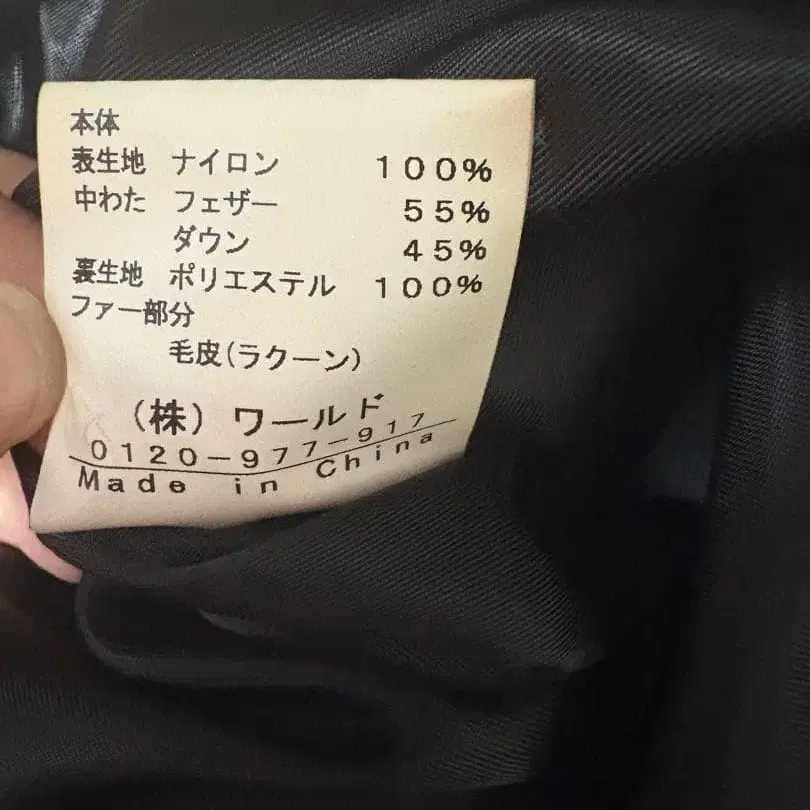 本体
表生地 ナイロン 100%
中わた フェザー 55%
ダウン 45%
裏生地 ポリエステル 100%
ファー部分
毛皮(ラクーン)
(株) ワールド
0120-977-917
Made in China